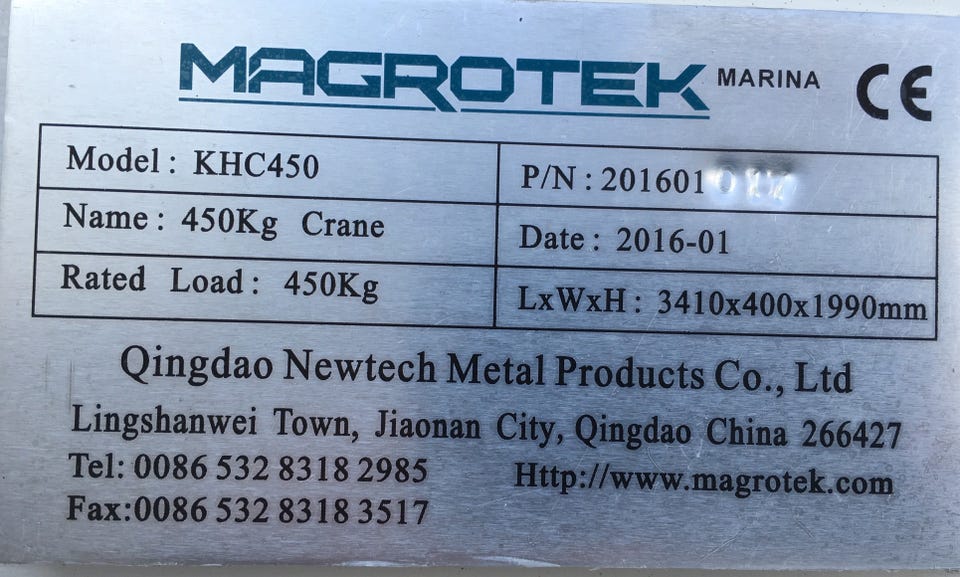 MAGROTEK MARINA CE
Model: KHC450
P/N: 201601
Name: 450Kg Crane
Date: 2016-01
Rated Load: 450Kg
LxWxH: 3410x400x1990mm
Qingdao Newtech Metal Products Co., Ltd
Lingshanwei Town, Jiaonan City, Qingdao China 266427
Tel: 0086 532 8318 2985
Http://www.magrotek.com
Fax:0086 532 8318 3517